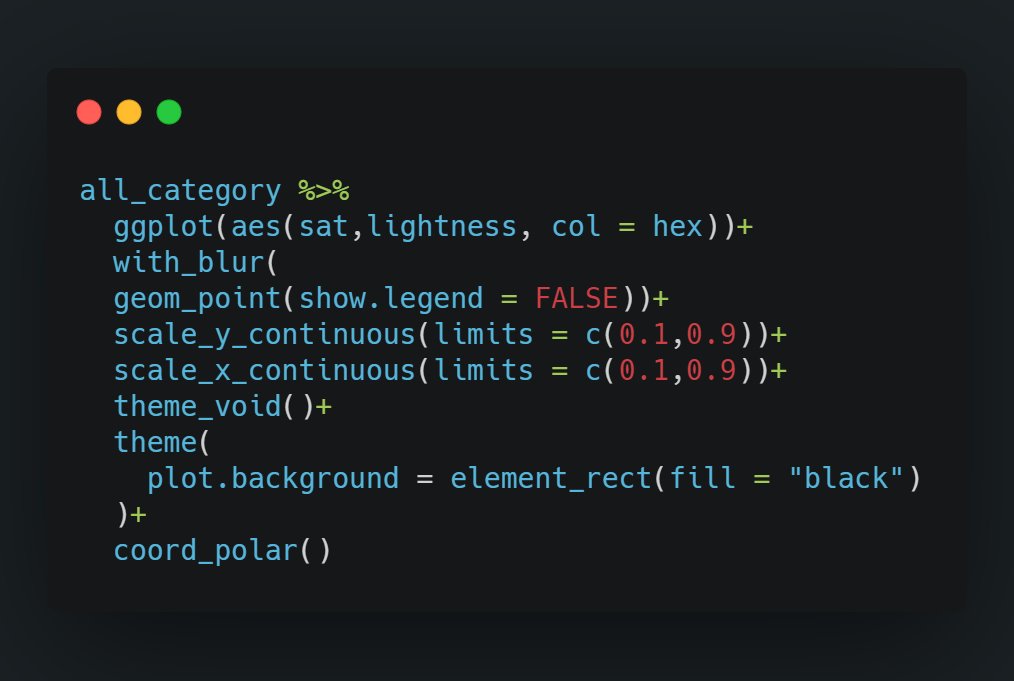 all_category %>%
  ggplot(aes(sat,lightness, col = hex))+
  with_blur(
  geom_point(show.legend = FALSE))+
  scale_y_continuous(limits = c(0.1,0.9))+
  scale_x_continuous(limits = c(0.1,0.9))+
  theme_void()+
  theme(
    plot.background = element_rect(fill = "black")
  )+
  coord_polar()